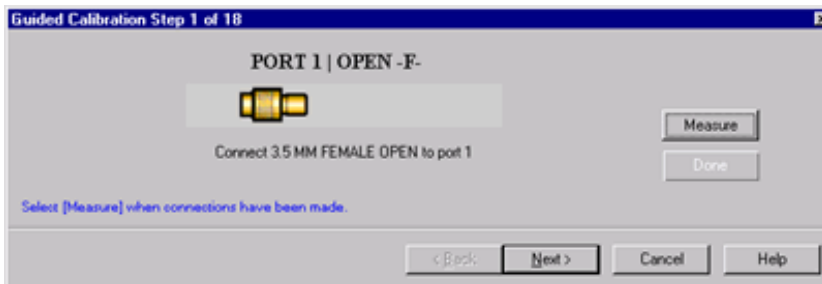 Guided Calibration Step 1 of 18
PORT 1 | OPEN -F-
Connect 3.5 MM FEMALE OPEN to port 1
Measure
Done
Select [Measure] when connections have been made.
< Back
Next >
Cancel
Help